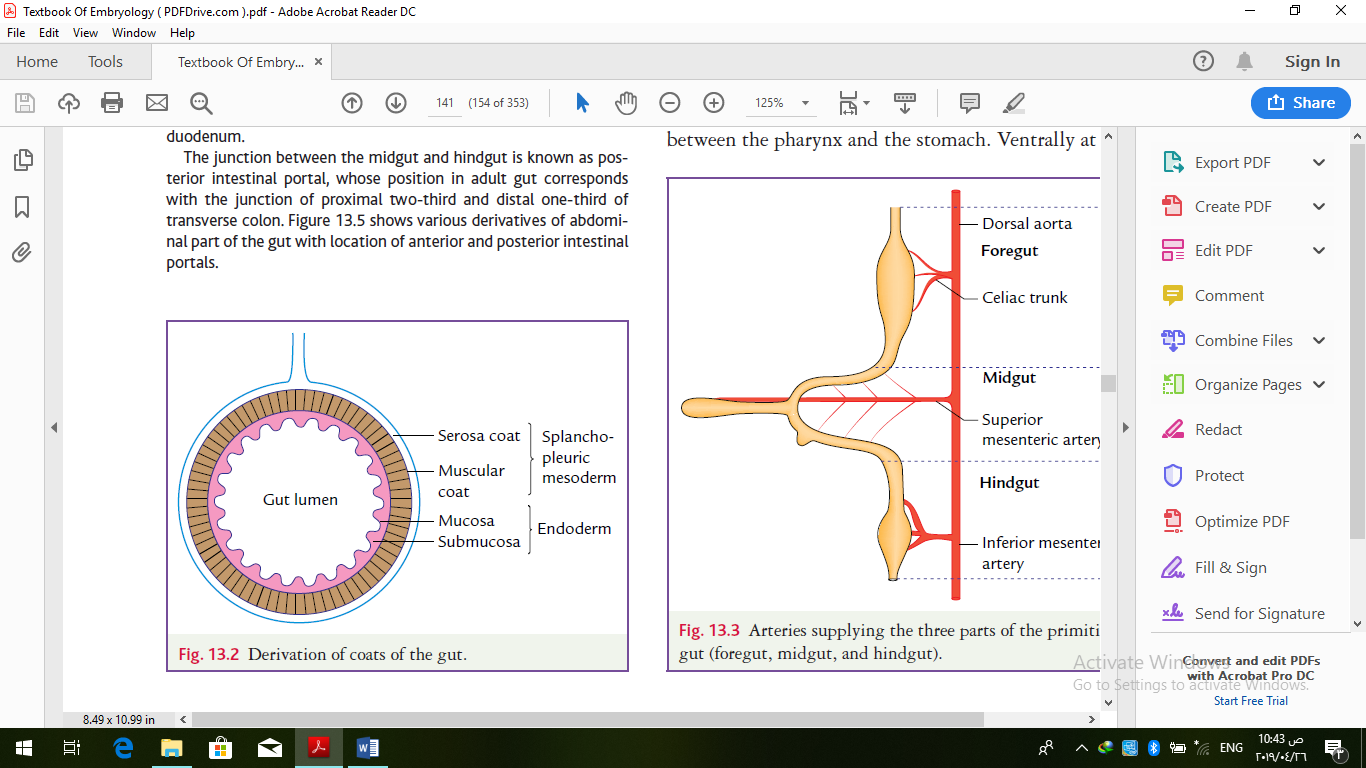 Textbook Of Embryology ( PDFDrive.com ).pdf - Adobe Acrobat Reader DC
File Edit View Window Help
Home Tools Textbook Of Embry... × ? Sign In
141 (154 of 353) 125% Share
duodenum.
The junction between the midgut and hindgut is known as pos-
terior intestinal portal, whose position in adult gut corresponds
with the junction of proximal two-third and distal one-third of
transverse colon. Figure 13.5 shows various derivatives of abdomi-
nal part of the gut with location of anterior and posterior intestinal
portals.
Serosa coat
Muscular
coat
Splancho-
pleuric
mesoderm
Gut lumen
Mucosa
Submucosa
Endoderm
Fig. 13.2 Derivation of coats of the gut.
between the pharynx and the stomach. Ventrally at
Dorsal aorta
Foregut
Celiac trunk
Midgut
Superior
mesenteric artery
Hindgut
Inferior mesenter
artery
Fig. 13.3 Arteries supplying the three parts of the primiti
gut (foregut, midgut, and hindgut).
Export PDF
Create PDF
Edit PDF
Comment
Combine Files
Organize Pages
Redact
Protect
Optimize PDF
Fill & Sign
Send for Signature
Convert and edit PDFs
with Acrobat Pro DC
Start Free Trial
Activate Windows
Go to Settings to activate Windows.
8.49 x 10.99 in
ENG
10:43 ص
٢٠١٩/٠٤/٢٦
٣